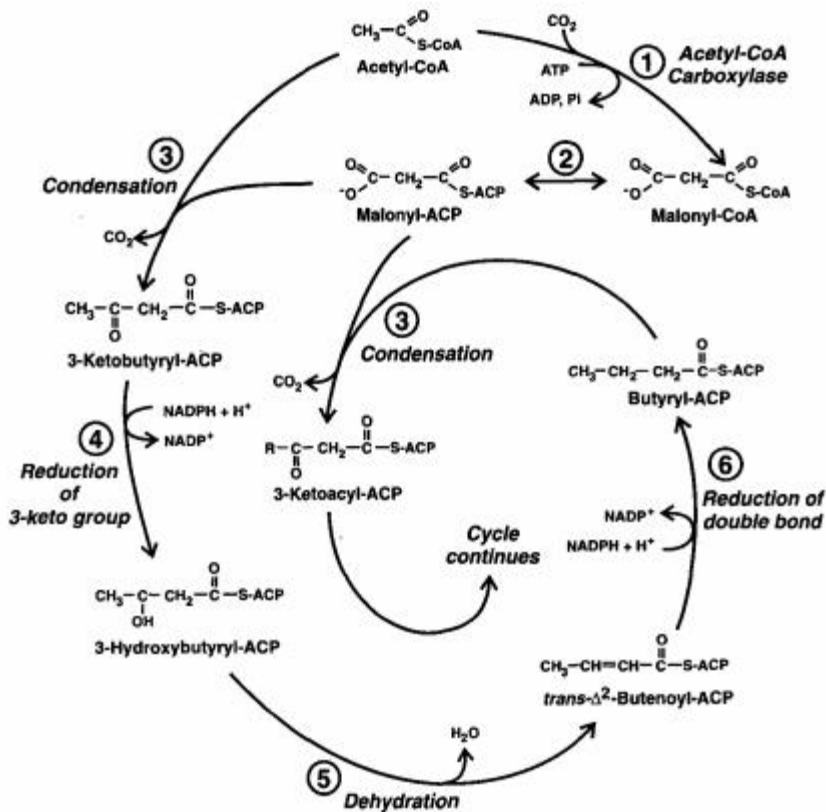 CH₃–C
O
S-CoA
Acetyl-CoA
CO₂
ATP
ADP, Pi
① Acetyl-CoA
Carboxylase
③
Condensation
CO₂
O
⁻O
C–CH₂–C
O
S-ACP
Malonyl-ACP
②
O
⁻O
C–CH₂–C
O
S-CoA
Malonyl-CoA
O
CH₃–C–CH₂–C–S-ACP
O
3-Ketobutyryl-ACP
③
Condensation
CO₂
O
CH₃–CH₂–CH₂–C–S-ACP
Butyryl-ACP
④
Reduction
of
3-keto group
NADPH + H⁺
NADP⁺
O
R–C–CH₂–C–S-ACP
O
3-Ketoacyl-ACP
Cycle
continues
⑥
Reduction of
double bond
NADP⁺
NADPH + H⁺
O
CH₃–C–CH₂–C–S-ACP
OH
3-Hydroxybutyryl-ACP
O
CH₃–CH=CH–C–S-ACP
trans-Δ²-Butenoyl-ACP
H₂O
⑤
Dehydration